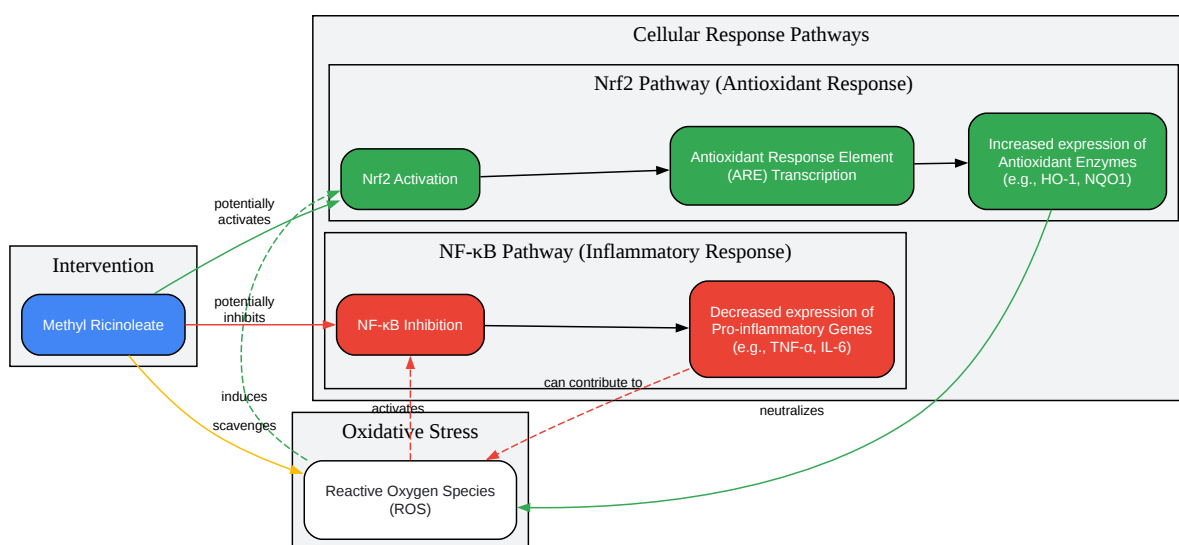 Cellular Response Pathways
Nrf2 Pathway (Antioxidant Response)
Increased expression of
Antioxidant Enzymes
(e.g., HO-1, NQO1)
Antioxidant Response Element
(ARE) Transcription
Nrf2 Activation
potentially
activates
NF-κB Pathway (Inflammatory Response)
Intervention
Methyl Ricinoleate
potentially
inhibits
NF-κB Inhibition
Decreased expression of
Pro-inflammatory Genes
(e.g., TNF-α, IL-6)
can contribute to
induces
activates
neutralizes
scavenges
Oxidative Stress
Reactive Oxygen Species
(ROS)